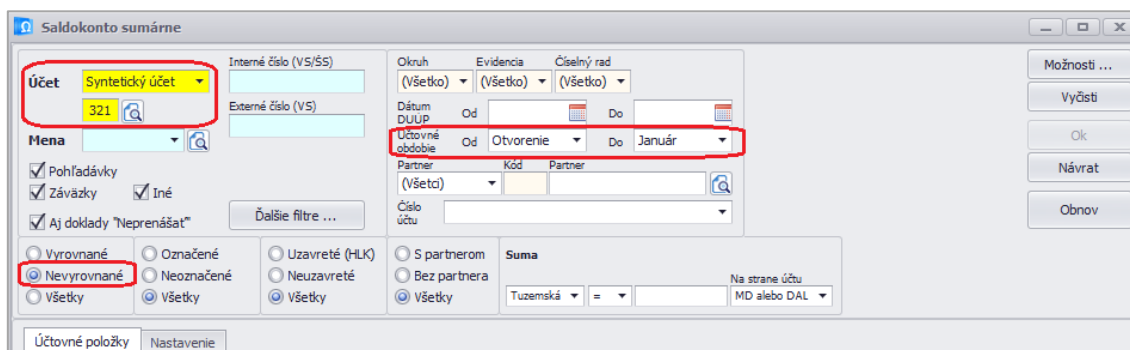 Saldokonto sumárne
Účet Syntetický účet
321
Mena
Interné číslo (VS/ŠS)
Externé číslo (VS)
Pohľadávky
Záväzky Iné
Aj doklady "Neprenášať"
Ďalšie filtre ...
Okruh Evidencia Číselný rad
(Všetko) (Všetko) (Všetko)
Dátum DUÚP Od Do
Účtovné obdobie Od Otvorenie Do Január
Partner Kód Partner
(Všetci)
Číslo účtu
Možnosti ...
Vyčisti
Ok
Návrat
Obnov
Vyrovnané Označené Uzavreté (HLK) S partnerom Suma
Nevyrovnané Neoznačené Neuzavreté Bez partnera Na strane účtu
Všetky Všetky Všetky Všetky Tuzemská = MD alebo DAL
Účtovné položky Nastavenie